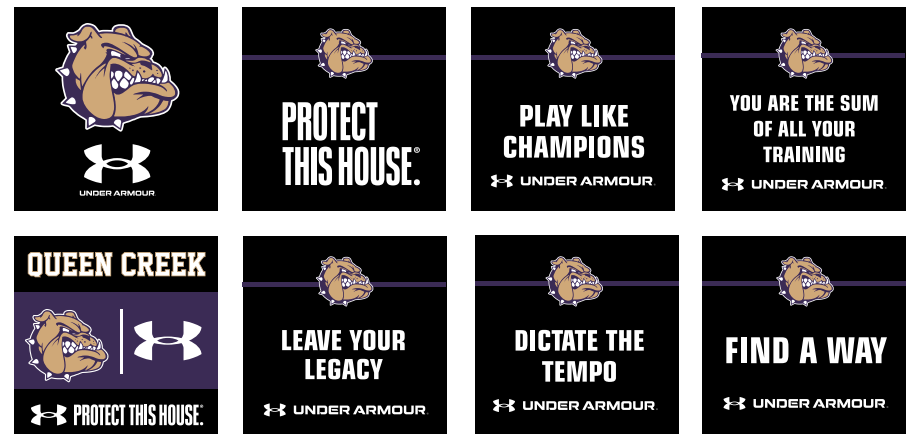 UNDER ARMOUR
PROTECT
THIS HOUSE.®
PLAY LIKE
CHAMPIONS
UNDER ARMOUR
YOU ARE THE SUM
OF ALL YOUR
TRAINING
UNDER ARMOUR
QUEEN CREEK
PROTECT THIS HOUSE.
LEAVE YOUR
LEGACY
UNDER ARMOUR
DICTATE THE
TEMPO
UNDER ARMOUR
FIND A WAY
UNDER ARMOUR